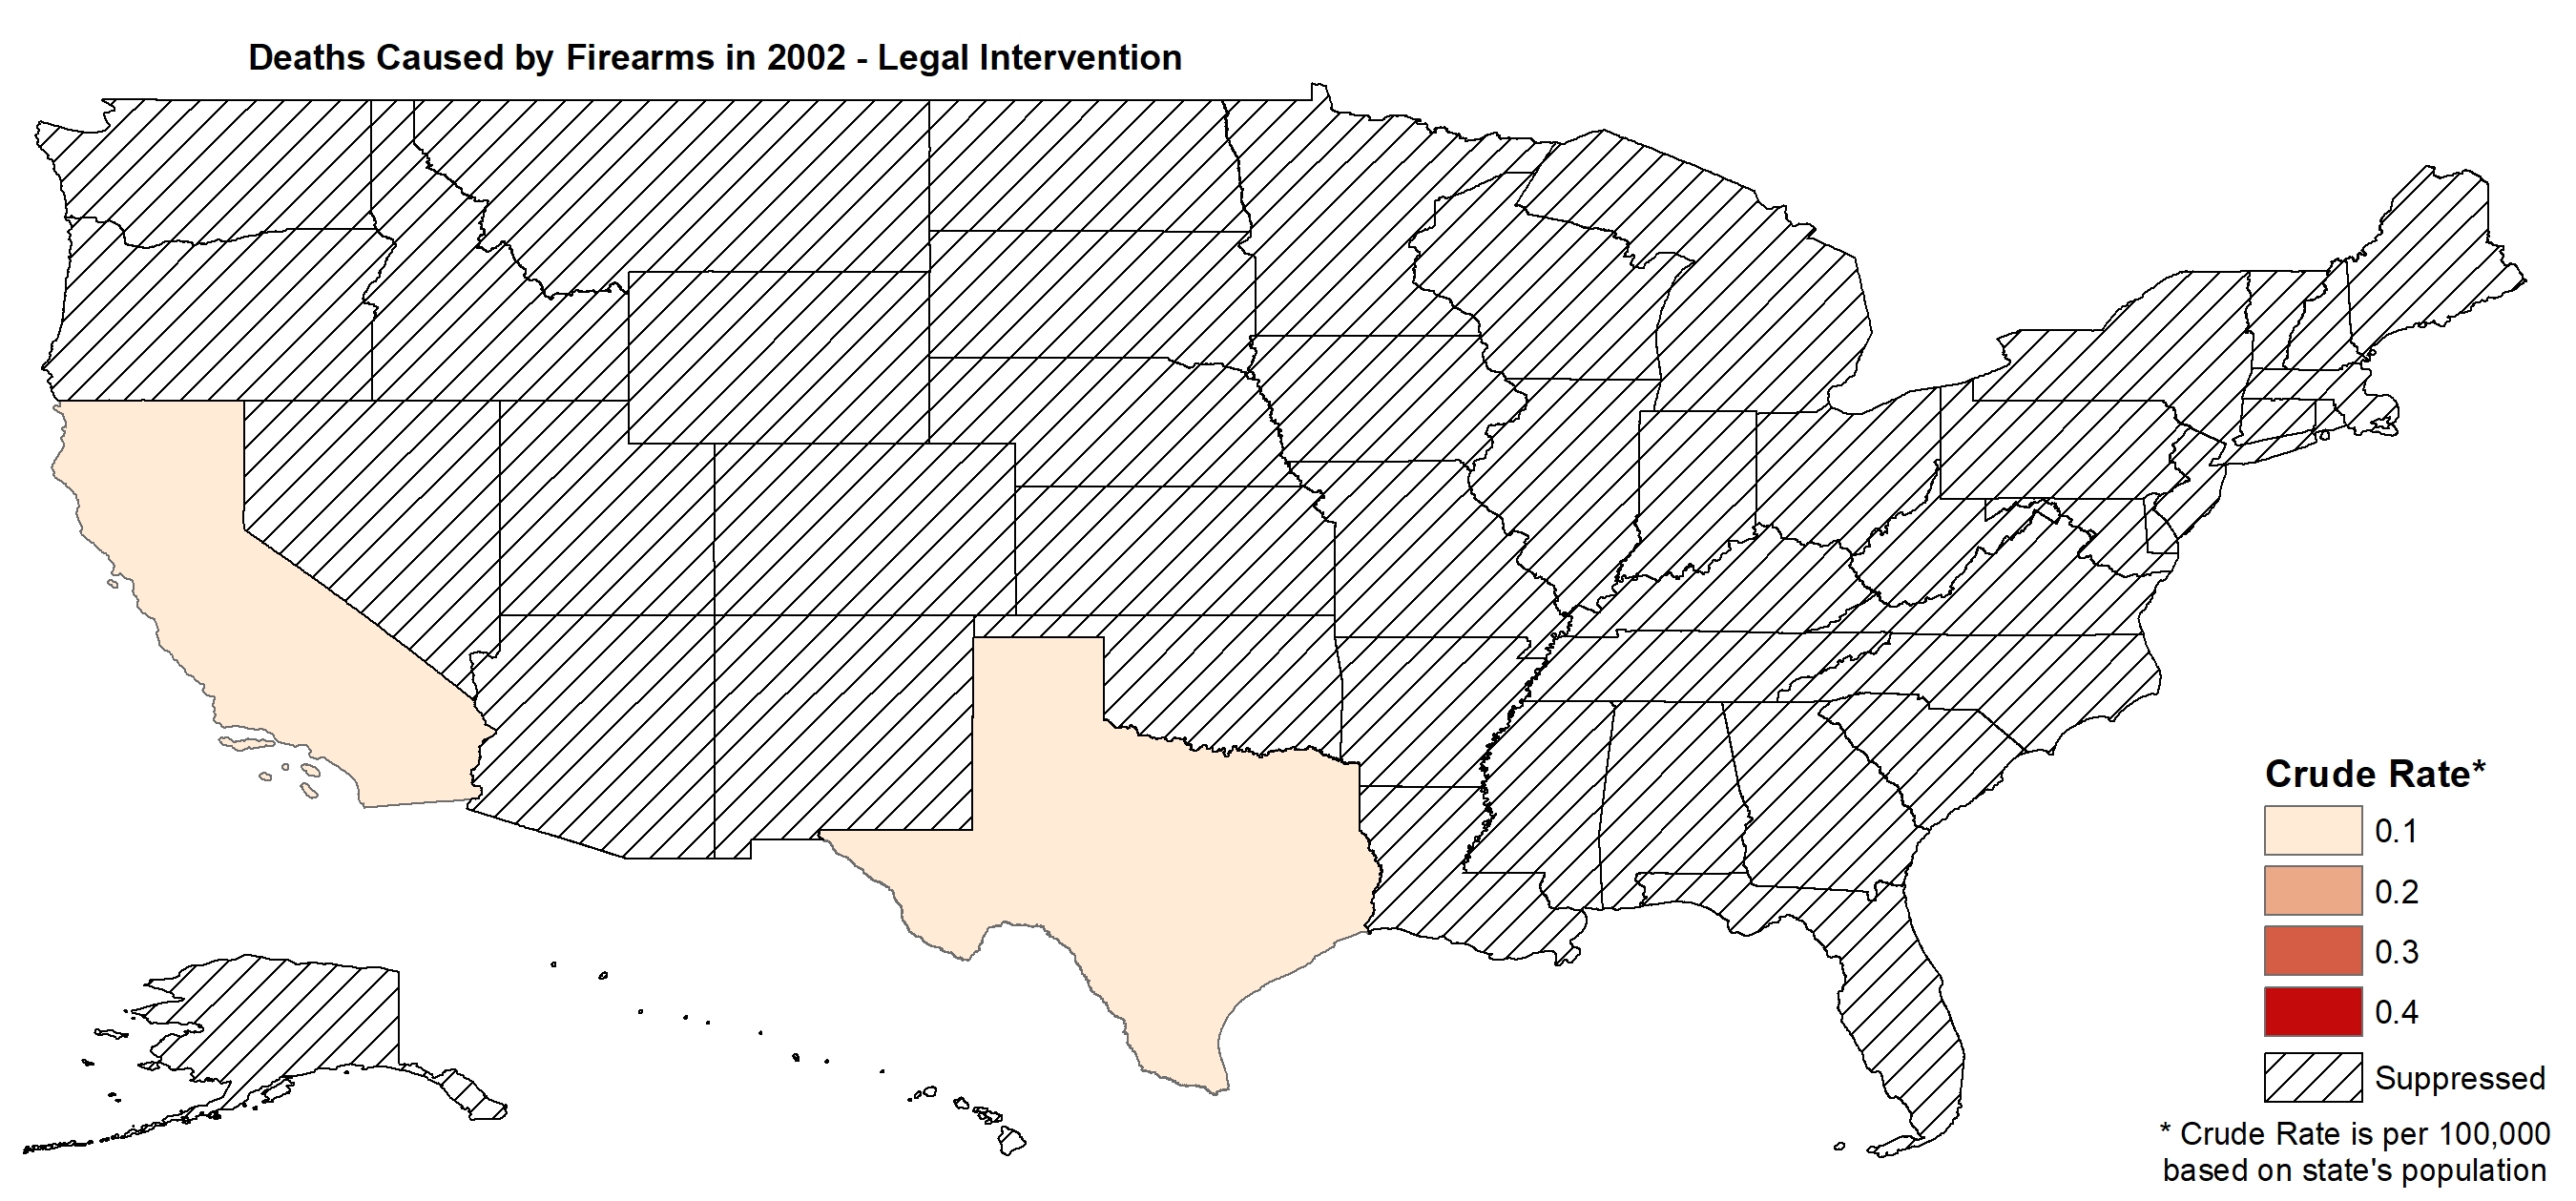 Deaths Caused by Firearms in 2002 - Legal Intervention
Crude Rate*
0.1
0.2
0.3
0.4
Suppressed
* Crude Rate is per 100,000
based on state's population